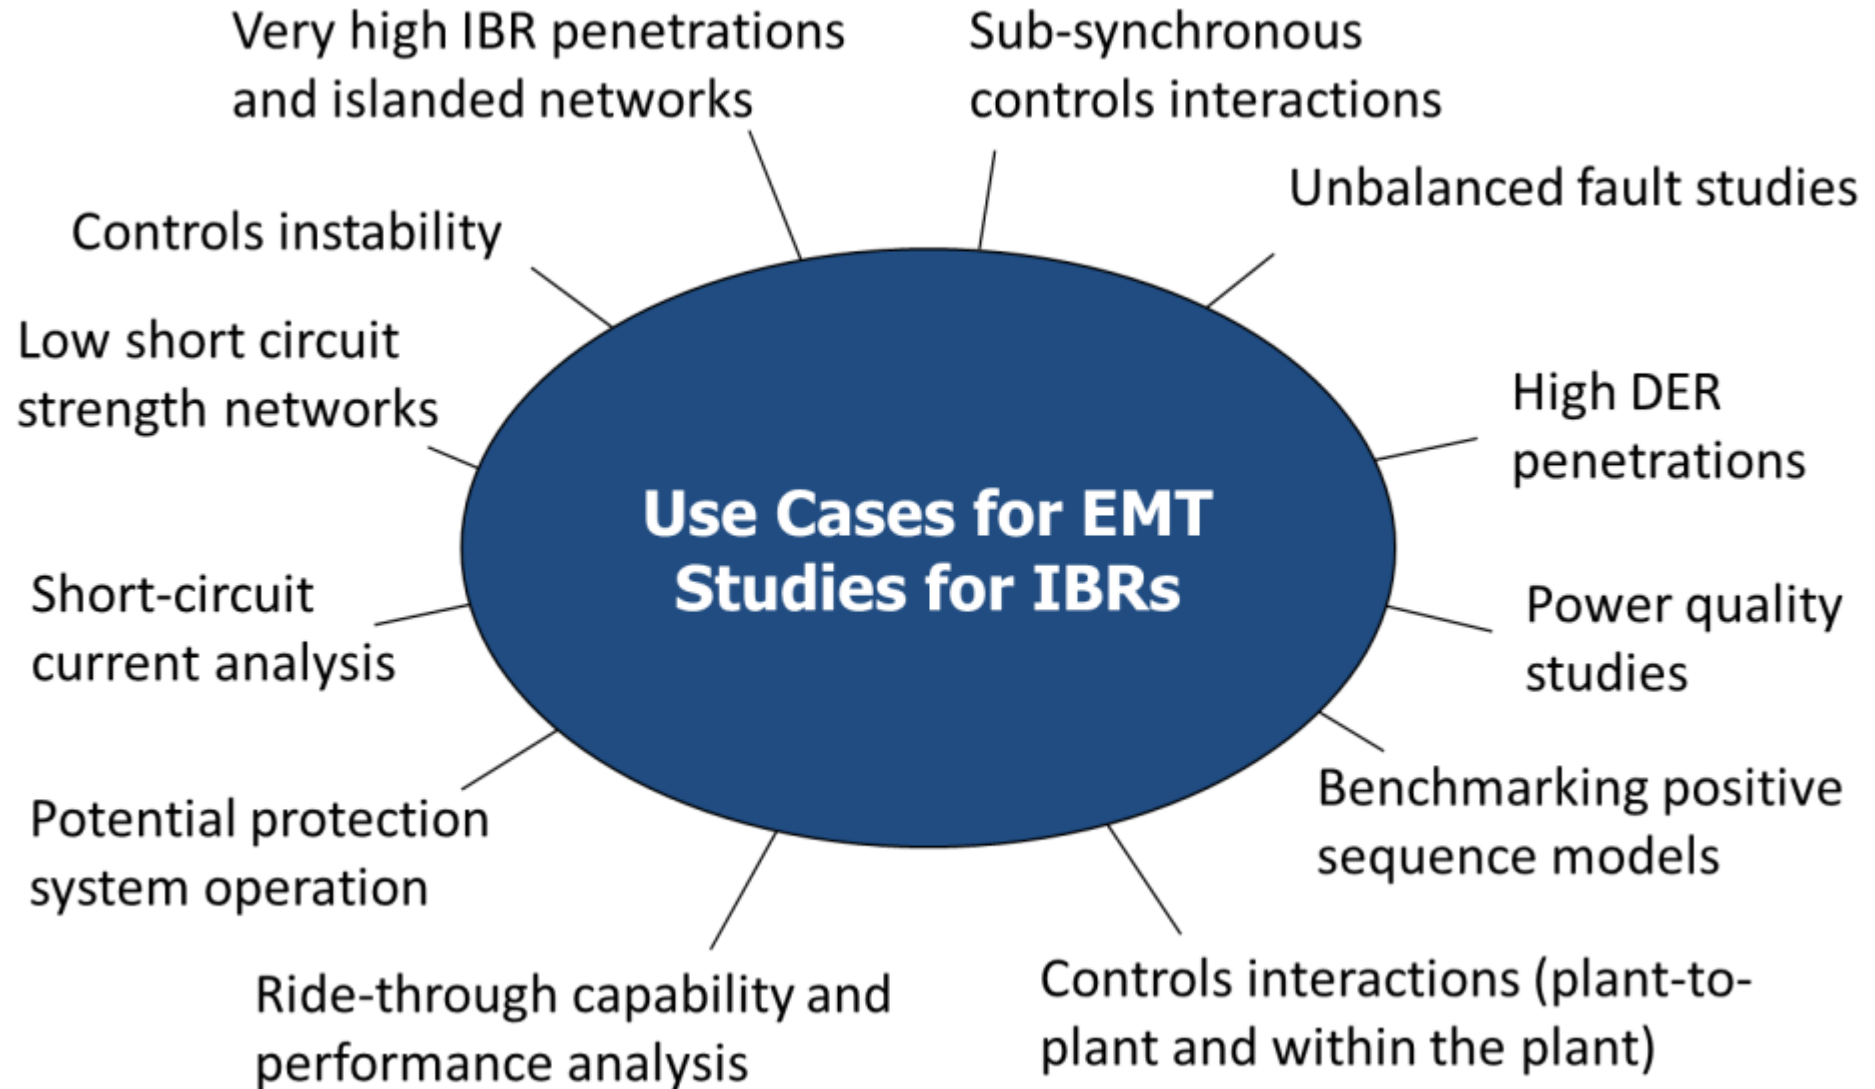 Very high IBR penetrations
and islanded networks
Sub-synchronous
controls interactions
Unbalanced fault studies
Controls instability
Low short circuit
strength networks
High DER
penetrations
Use Cases for EMT
Studies for IBRs
Short-circuit
current analysis
Power quality
studies
Potential protection
system operation
Benchmarking positive
sequence models
Ride-through capability and
performance analysis
Controls interactions (plant-to-
plant and within the plant)